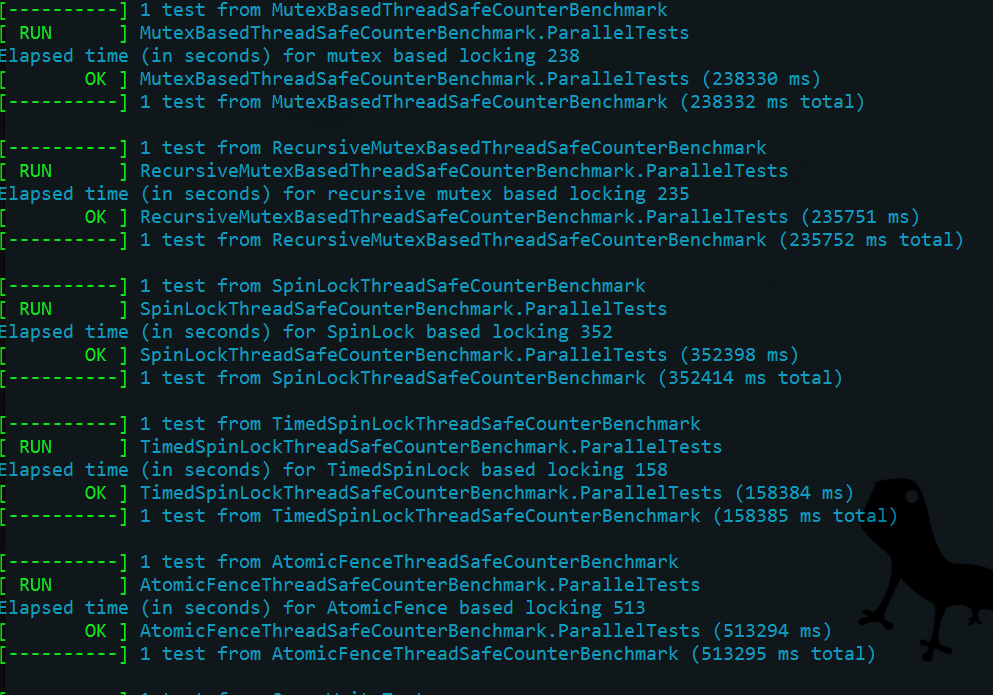 [----------] 1 test from MutexBasedThreadSafeCounterBenchmark
[ RUN      ] MutexBasedThreadSafeCounterBenchmark.ParallelTests
Elapsed time (in seconds) for mutex based locking 238
[       OK ] MutexBasedThreadSafeCounterBenchmark.ParallelTests (238330 ms)
[----------] 1 test from MutexBasedThreadSafeCounterBenchmark (238332 ms total)
[----------] 1 test from RecursiveMutexBasedThreadSafeCounterBenchmark
[ RUN      ] RecursiveMutexBasedThreadSafeCounterBenchmark.ParallelTests
Elapsed time (in seconds) for recursive mutex based locking 235
[       OK ] RecursiveMutexBasedThreadSafeCounterBenchmark.ParallelTests (235751 ms)
[----------] 1 test from RecursiveMutexBasedThreadSafeCounterBenchmark (235752 ms total)
[----------] 1 test from SpinLockThreadSafeCounterBenchmark
[ RUN      ] SpinLockThreadSafeCounterBenchmark.ParallelTests
Elapsed time (in seconds) for SpinLock based locking 352
[       OK ] SpinLockThreadSafeCounterBenchmark.ParallelTests (352398 ms)
[----------] 1 test from SpinLockThreadSafeCounterBenchmark (352414 ms total)
[----------] 1 test from TimedSpinLockThreadSafeCounterBenchmark
[ RUN      ] TimedSpinLockThreadSafeCounterBenchmark.ParallelTests
Elapsed time (in seconds) for TimedSpinLock based locking 158
[       OK ] TimedSpinLockThreadSafeCounterBenchmark.ParallelTests (158384 ms)
[----------] 1 test from TimedSpinLockThreadSafeCounterBenchmark (158385 ms total)
[----------] 1 test from AtomicFenceThreadSafeCounterBenchmark
[ RUN      ] AtomicFenceThreadSafeCounterBenchmark.ParallelTests
Elapsed time (in seconds) for AtomicFence based locking 513
[       OK ] AtomicFenceThreadSafeCounterBenchmark.ParallelTests (513294 ms)
[----------] 1 test from AtomicFenceThreadSafeCounterBenchmark (513295 ms total)